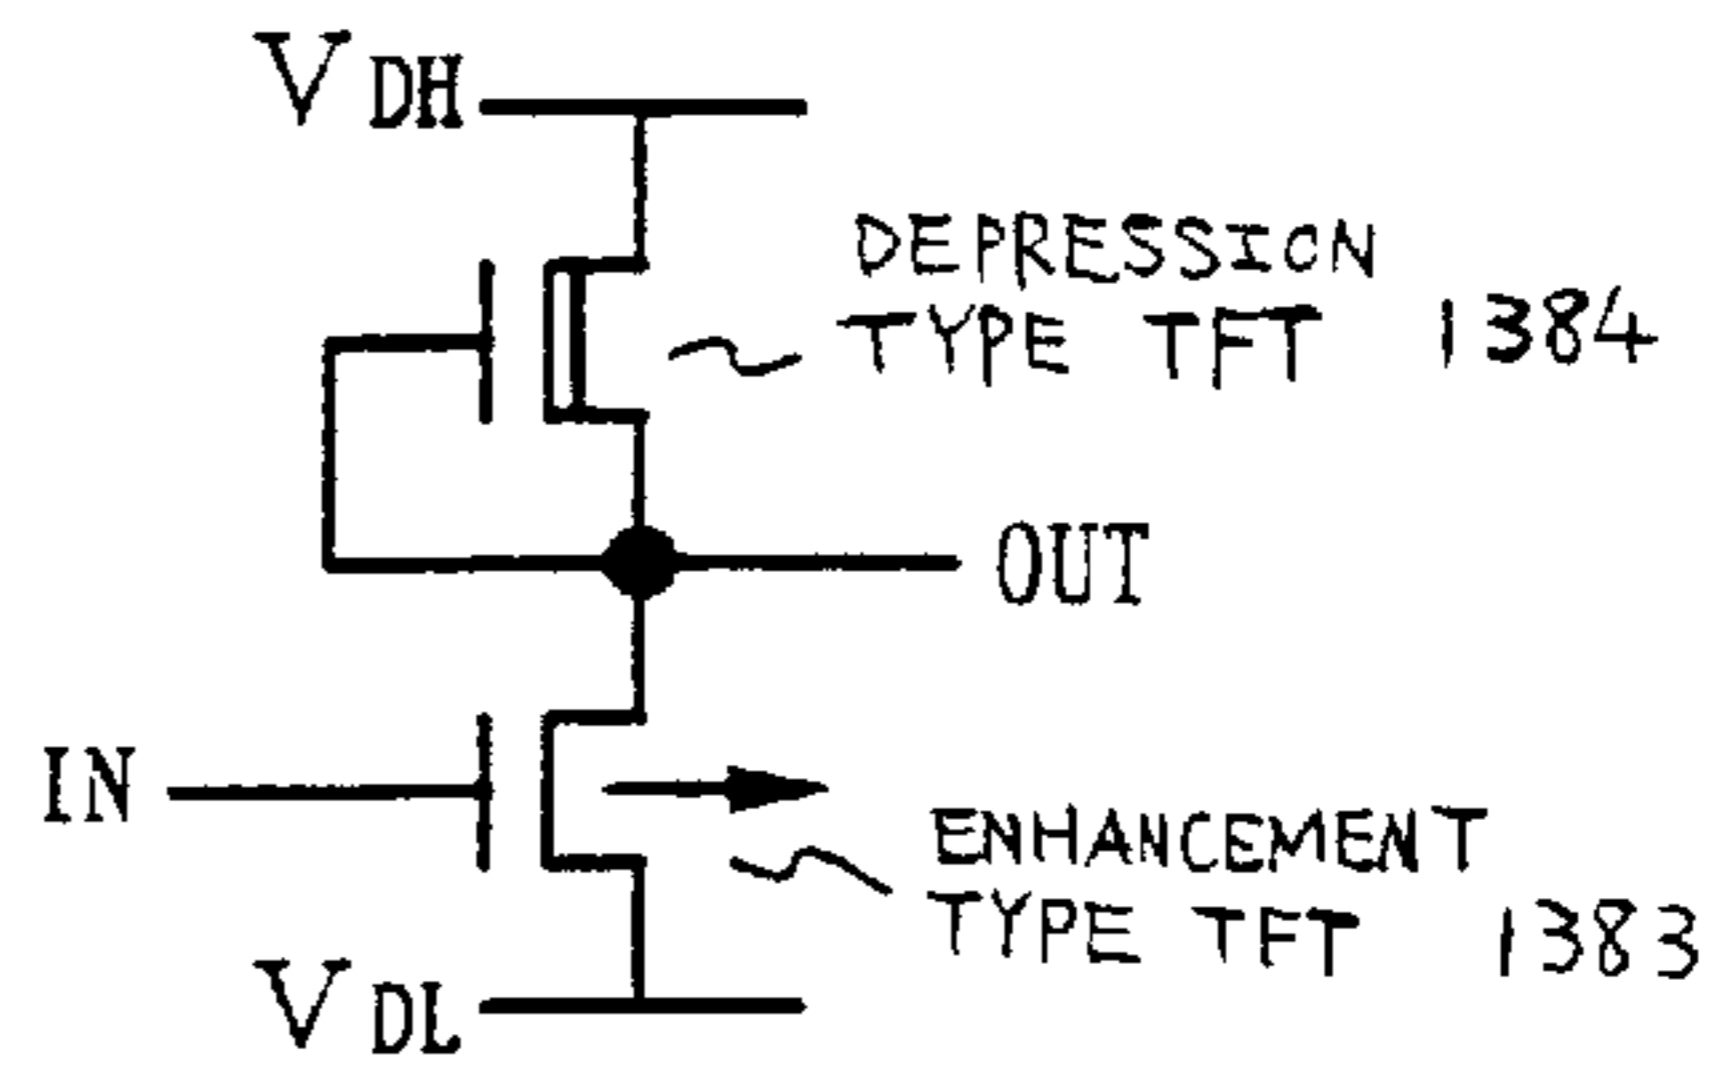 VDH
DEPRESSION
TYPE TFT 1384
OUT
IN
ENHANCEMENT
TYPE TFT 1383
VDL